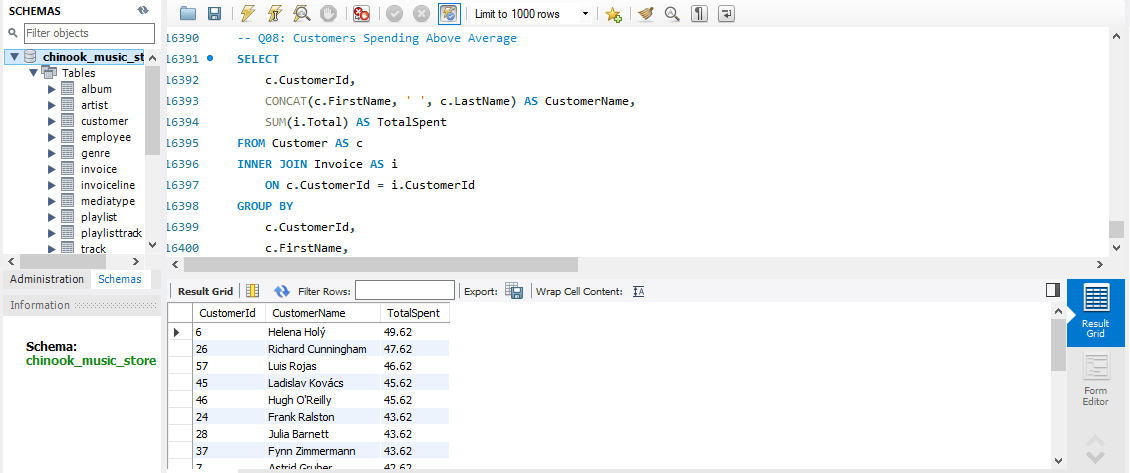 SCHEMAS
Filter objects
chinook_music_st
Tables
album
artist
customer
employee
genre
invoice
invoiceline
mediatype
playlist
playlisttrack
track
Administration Schemas
Information
Schema:
chinook_music_store
Limit to 1000 rows
16390 -- Q08: Customers Spending Above Average
16391 SELECT
16392 c.CustomerId,
16393 CONCAT(c.FirstName, ' ', c.LastName) AS CustomerName,
16394 SUM(i.Total) AS TotalSpent
16395 FROM Customer AS c
16396 INNER JOIN Invoice AS i
16397 ON c.CustomerId = i.CustomerId
16398 GROUP BY
16399 c.CustomerId,
16400 c.FirstName,
Result Grid Filter Rows: Export: Wrap Cell Content:
CustomerId CustomerName TotalSpent
6 Helena Holý 49.62
26 Richard Cunningham 47.62
57 Luis Rojas 46.62
45 Ladislav Kovács 45.62
46 Hugh O'Reilly 45.62
24 Frank Ralston 43.62
28 Julia Barnett 43.62
37 Fynn Zimmermann 43.62
7 Astrid Gruber 42.62
Result
Grid
Form
Editor